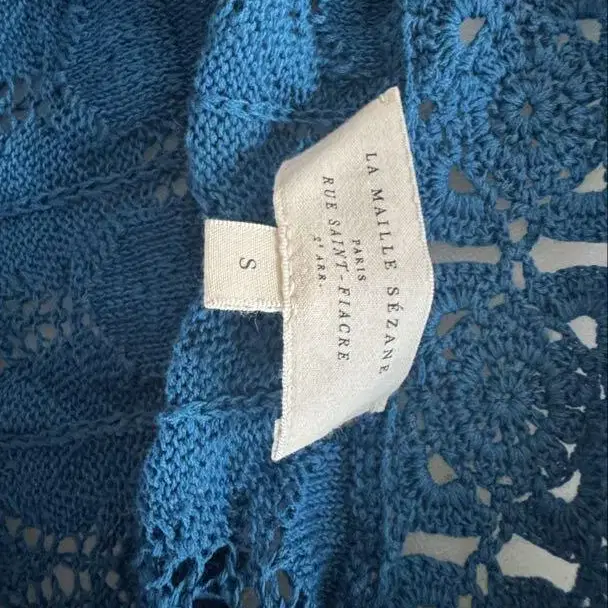 LA MAILLE SÉZANE
PARIS
RUE SAINT-FIACRE
2E ARR.
S